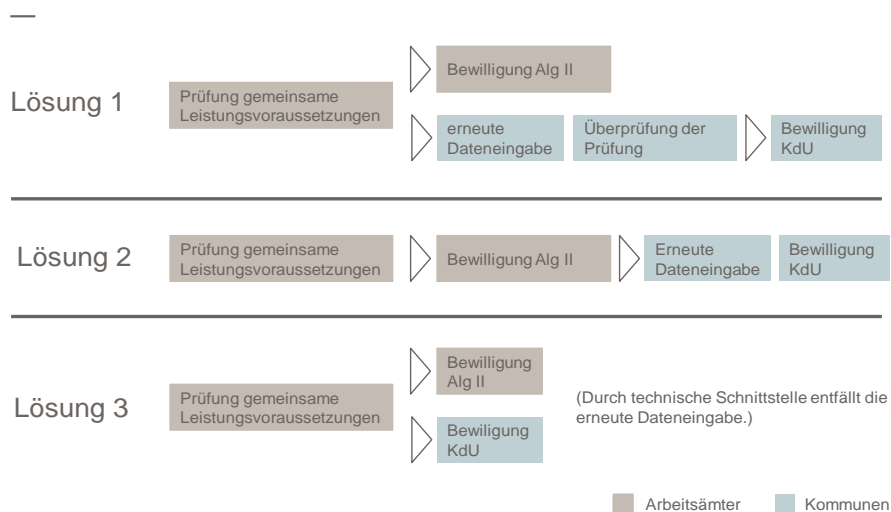 Lösung 1
Prüfung gemeinsame
Leistungsvoraussetzungen
Bewilligung Alg II
erneute
Dateneingabe
Überprüfung der
Prüfung
Bewilligung
KdU
Lösung 2
Prüfung gemeinsame
Leistungsvoraussetzungen
Bewilligung Alg II
Erneute
Dateneingabe
Bewilligung
KdU
Lösung 3
Prüfung gemeinsame
Leistungsvoraussetzungen
Bewilligung
Alg II
Bewiligung
KdU
(Durch technische Schnittstelle entfällt die
erneute Dateneingabe.)
Arbeitsämter
Kommunen